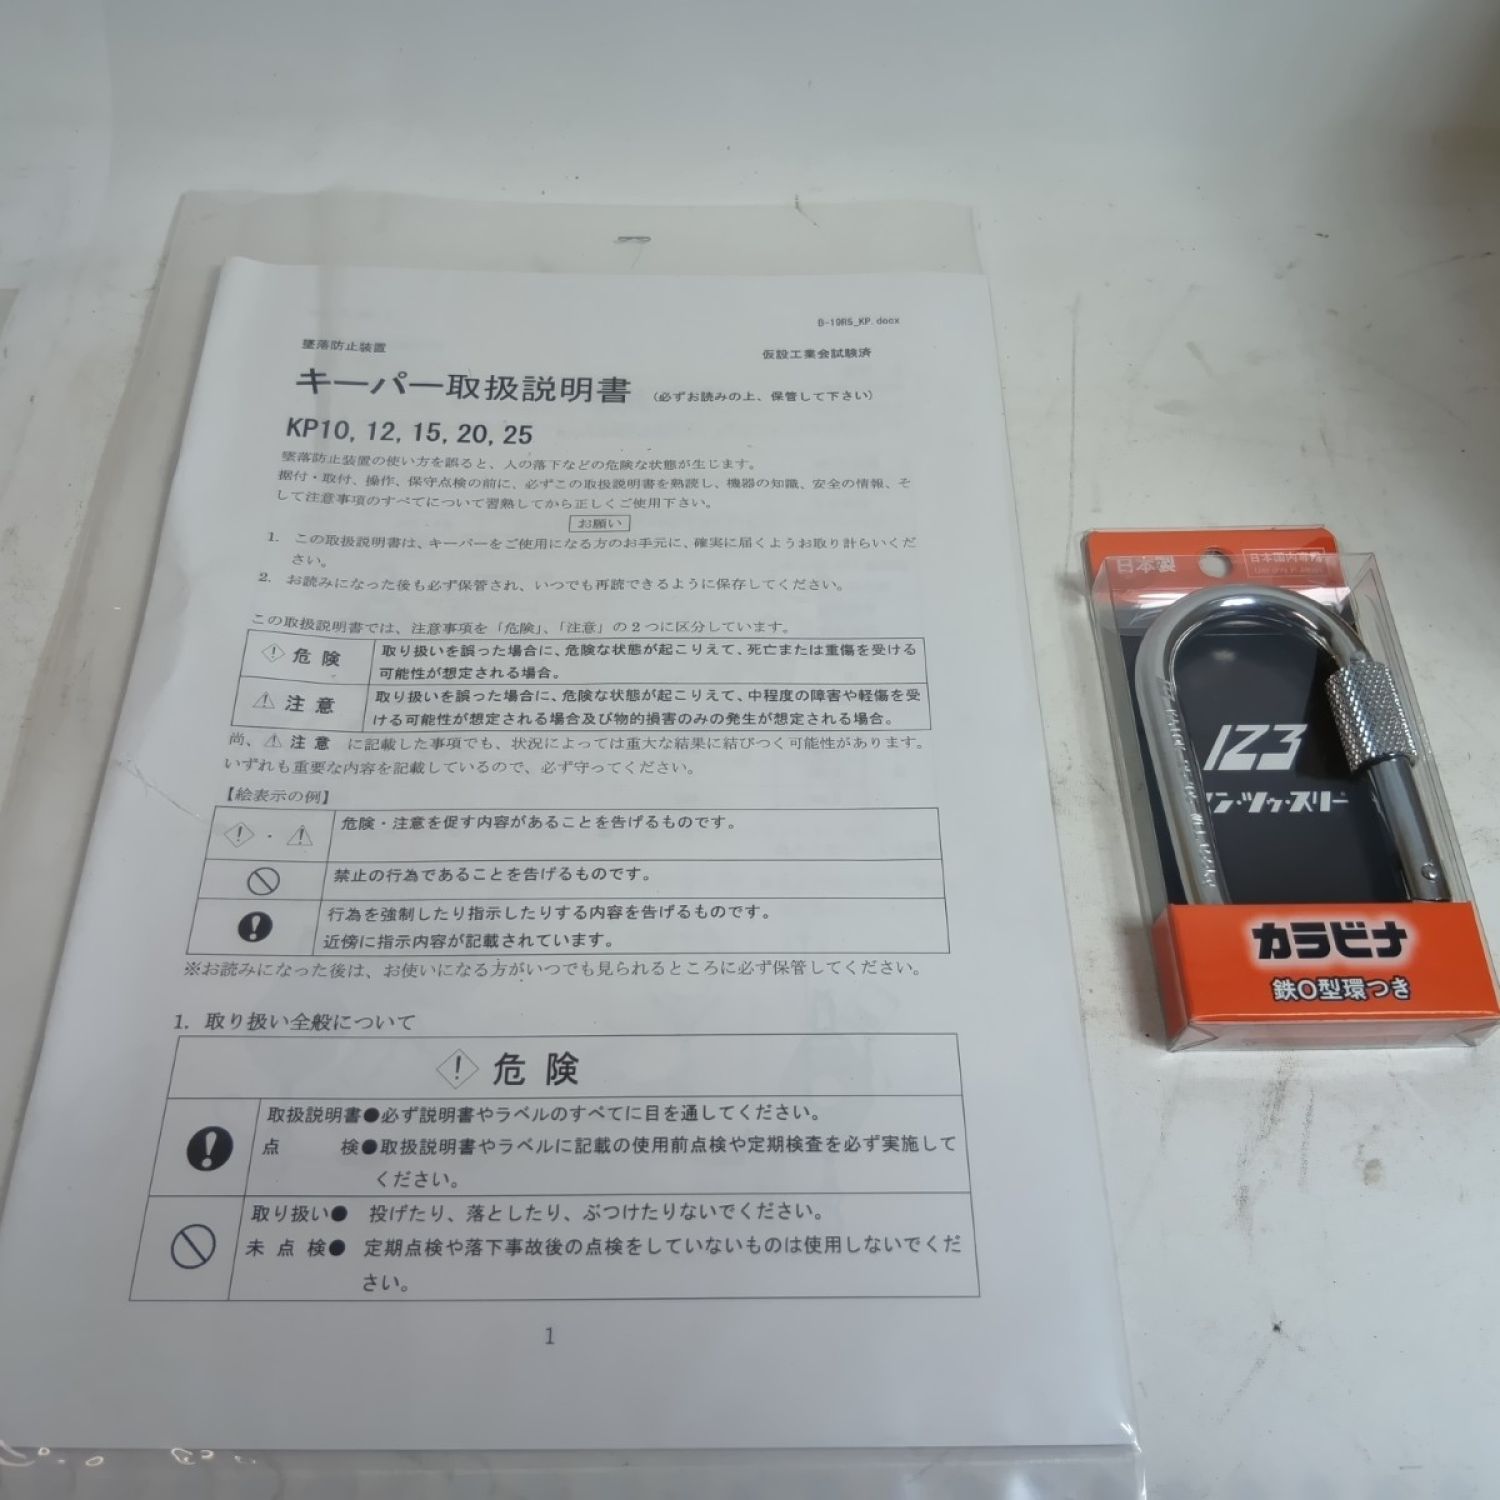 B-19R5_KP.docx
墜落防止装置
仮設工業会試験済
キーパー取扱説明書 (必ずお読みの上、保管して下さい)
KP10, 12, 15, 20, 25
墜落防止装置の使い方を誤ると、人の落下などの危険な状態が生じます。
据付・取付、操作、保守点検の前に、必ずこの取扱説明書を熟読し、機器の知識、安全の情報、そ
して注意事項のすべてについて習熟してから正しくご使用下さい。
お願い
1. この取扱説明書は、キーパーをご使用になる方のお手元に、確実に届くようお取り計らいくだ
さい。
2. お読みになった後も必ず保管され、いつでも再読できるように保存してください。
この取扱説明書では、注意事項を「危険」、「注意」の2つに区分しています。
危険 取り扱いを誤った場合に、危険な状態が起こりえて、死亡または重傷を受ける
可能性が想定される場合。
注意 取り扱いを誤った場合に、危険な状態が起こりえて、中程度の障害や軽傷を受
ける可能性が想定される場合及び物的損害のみの発生が想定される場合。
尚、⚠注意 に記載した事項でも、状況によっては重大な結果に結びつく可能性があります。
いずれも重要な内容を記載しているので、必ず守ってください。
【絵表示の例】
危険・注意を促す内容があることを告げるものです。
禁止の行為であることを告げるものです。
行為を強制したり指示したりする内容を告げるものです。
近傍に指示内容が記載されています。
※お読みになった後は、お使いになる方がいつでも見られるところに必ず保管してください。
1. 取り扱い全般について
危険
取扱説明書●必ず説明書やラベルのすべてに目を通してください。
点検●取扱説明書やラベルに記載の使用前点検や定期検査を必ず実施して
ください。
取り扱い● 投げたり、落としたり、ぶつけたりしないでください。
未点検● 定期点検や落下事故後の点検をしていないものは使用しないでくだ
さい。
1
日本製
日本国内専
123
ン・ツゥ・スリー
カラビナ
鉄O型環つき